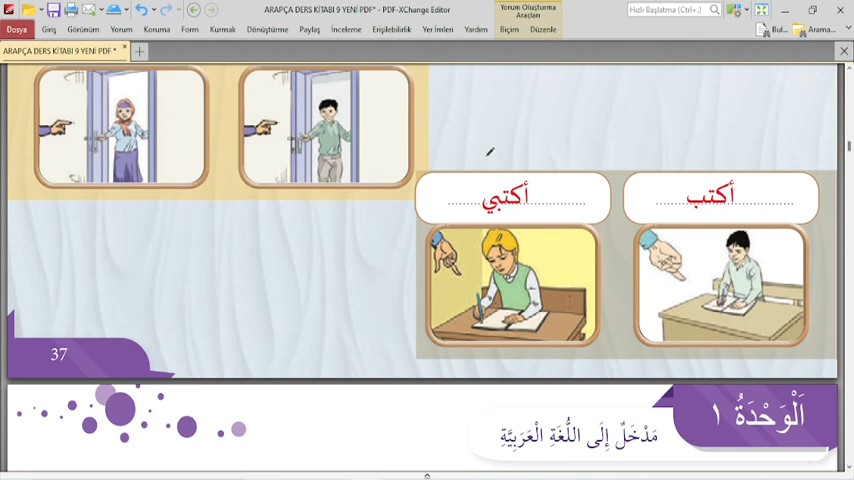 ARAPÇA DERS KİTABI 9 YENİ PDF* - PDF-XChange Editor
Yorum Oluşturma
Araçları
Hızlı Başlatma (Ctrl+.)
Dosya Giriş Görünüm Koruma Yorum Form Kurmak Dönüştürme Paylaş İnceleme Erişilebilirlik Yer İmleri Yardım Biçim Düzenle Bul... Arama...
ARAPÇA DERS KİTABI 9 YENİ PDF *
أكتب
أكتبي
37
اَلْوَحْدَةُ ١
مَدْخَلٌ إِلَى اللُّغَةِ الْعَرَبِيَّةِ